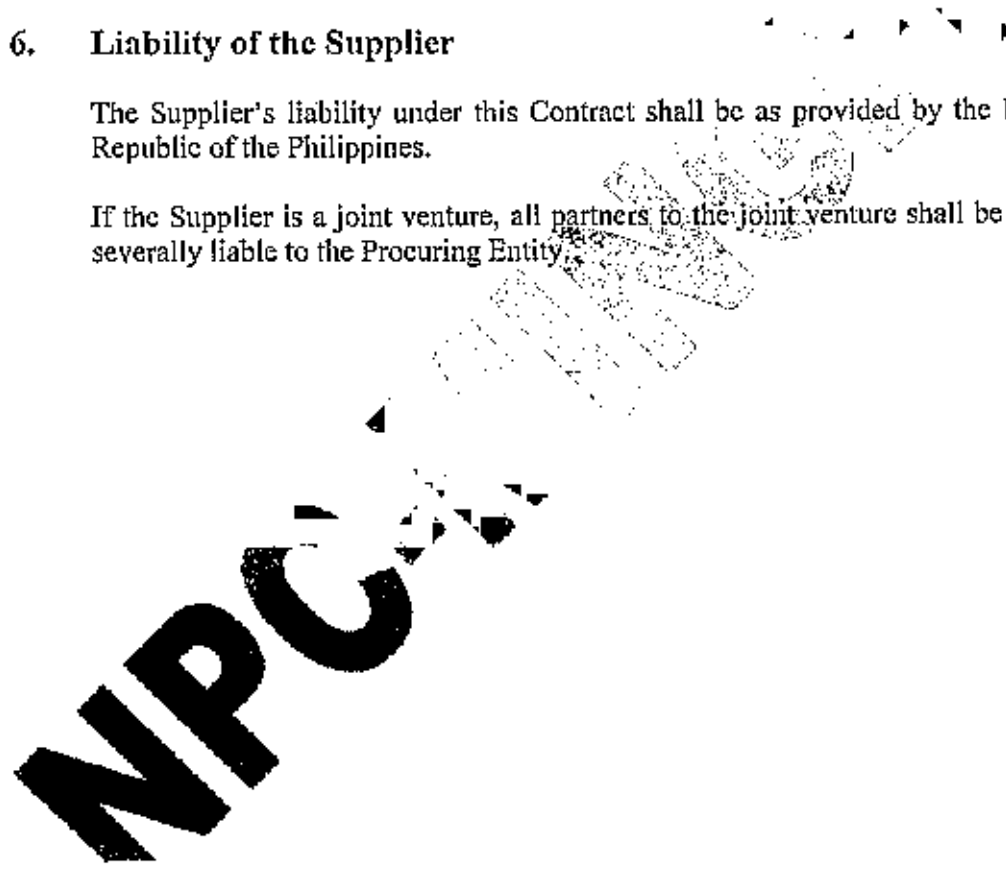 6. Liability of the Supplier
The Supplier's liability under this Contract shall be as provided by the
Republic of the Philippines.
If the Supplier is a joint venture, all partners to the joint venture shall be
severally liable to the Procuring Entity.
NPC